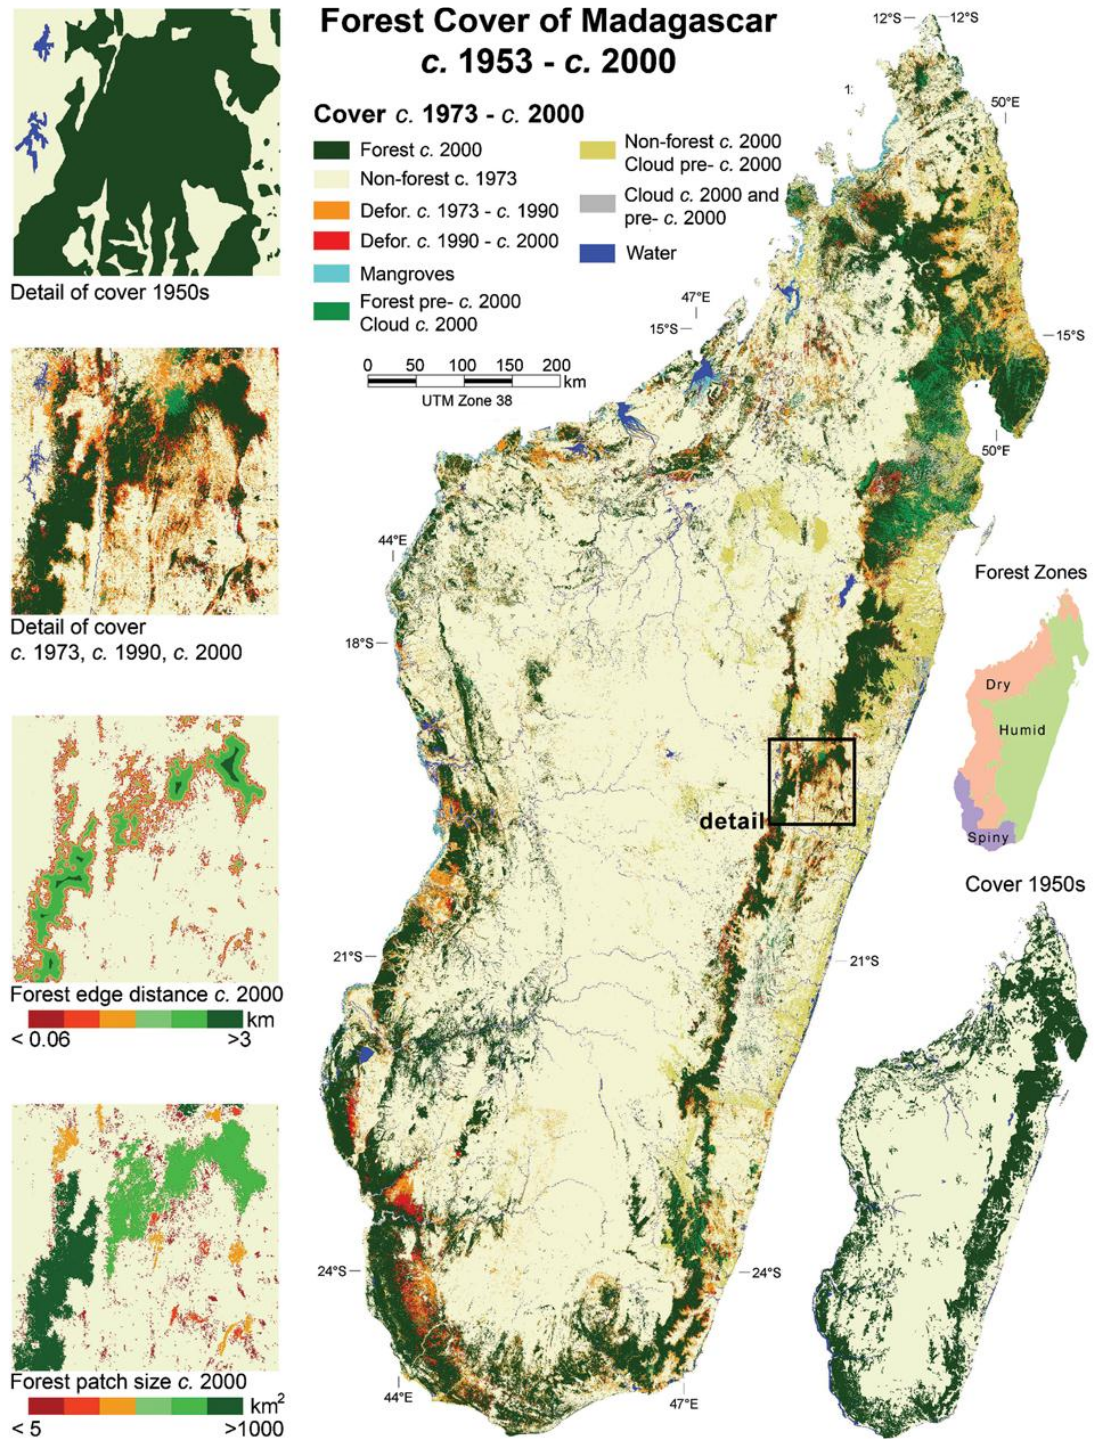 Forest Cover of Madagascar
c. 1953 - c. 2000
Cover c. 1973 - c. 2000
Forest c. 2000
Non-forest c. 1973
Defor. c. 1973 - c. 1990
Defor. c. 1990 - c. 2000
Mangroves
Forest pre- c. 2000
Cloud c. 2000
Non-forest c. 2000
Cloud pre- c. 2000
Cloud c. 2000 and
pre- c. 2000
Water
0 50 100 150 200
km
UTM Zone 38
Detail of cover 1950s
Detail of cover
c. 1973, c. 1990, c. 2000
Forest edge distance c. 2000
km
< 0.06 >3
Forest patch size c. 2000
km²
< 5 >1000
12°S
12°S
1:
50°E
47°E
15°S
15°S
50°E
44°E
18°S
detail
21°S
21°S
24°S
24°S
44°E
47°E
Forest Zones
Dry
Humid
Spiny
Cover 1950s